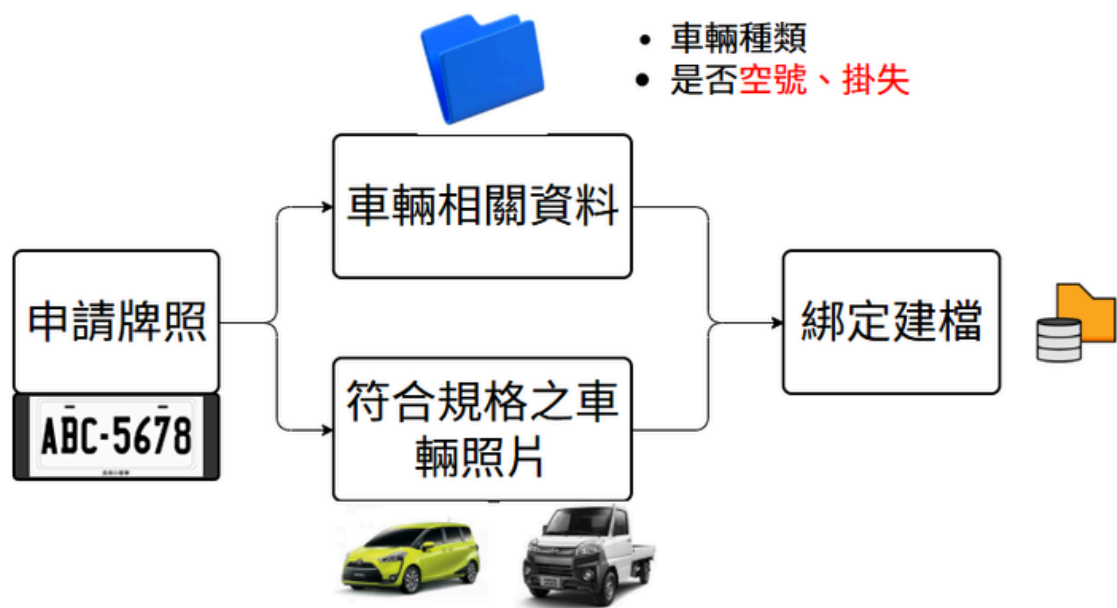 • 車輛種類
• 是否空號、掛失
車輛相關資料
申請牌照
ABC-5678
符合規格之車
輛照片
綁定建檔